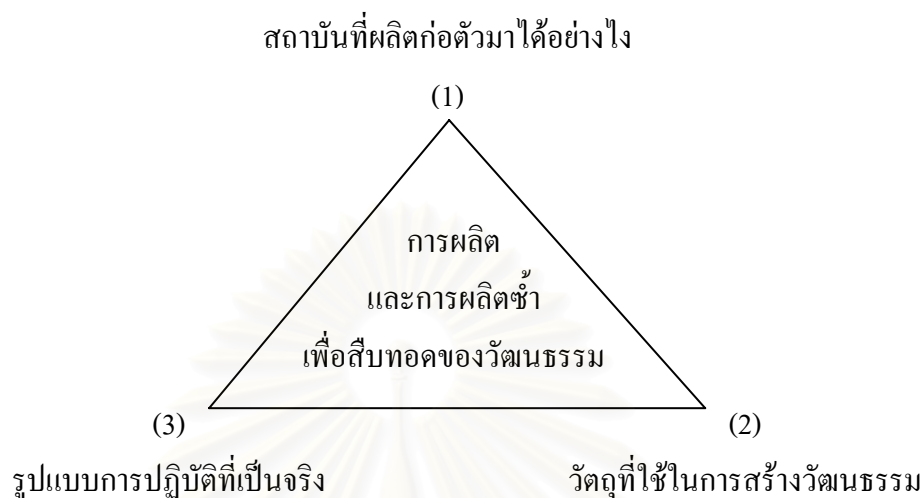 สถาบันที่ผลิตก่อตัวมาได้อย่างไง
(1)
การผลิต
และการผลิตซ้ำ
เพื่อสืบทอดของวัฒนธรรม
(3) (2)
รูปแบบการปฏิบัติที่เป็นจริง วัตถุที่ใช้ในการสร้างวัฒนธรรม